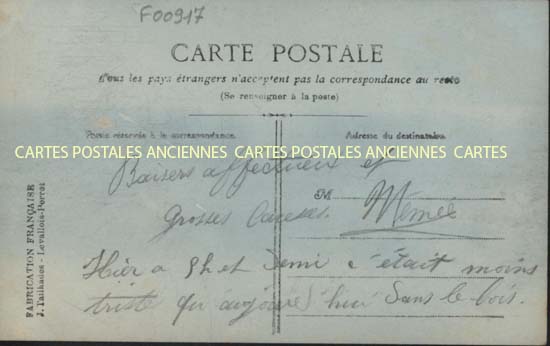 F00917
CARTE POSTALE
Tous les pays étrangers n'acceptent pas la correspondance au recto
(Se renseigner à la poste)
Partie réservée à la correspondance. Adresse du destinataire.
CARTES POSTALES ANCIENNES CARTES POSTALES ANCIENNES CARTES
Baisers affectueux et
M
Grosses Caresses. Mémée
Hier a 9h et Demi c'était moins
triste qu'aujourd'hui Sans le bois.
FABRICATION FRANÇAISE
J. - Levallois-Perret